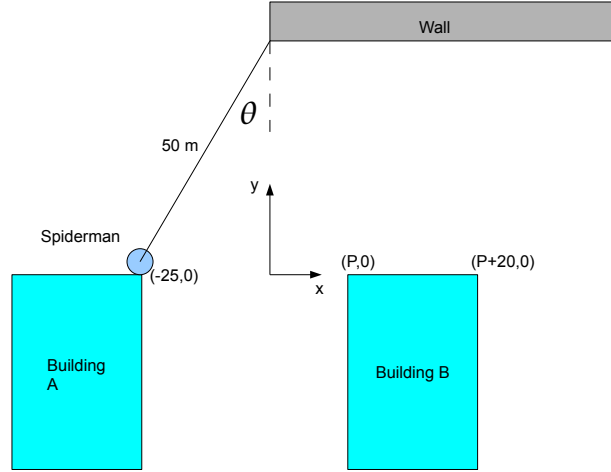 Wall
θ
50 m
y
Spiderman
(-25,0)
(P,0)
(P+20,0)
x
Building
A
Building B